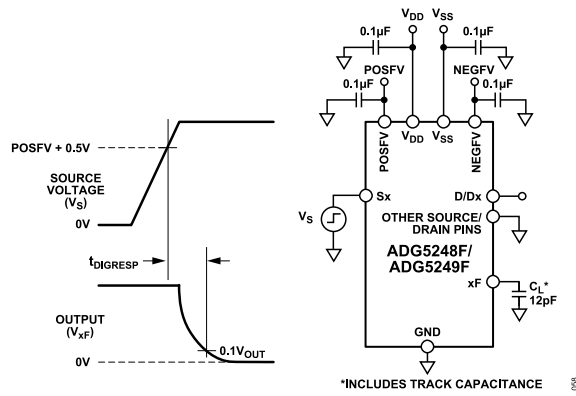 V_DD V_SS
0.1µF 0.1µF
0.1µF POSFV NEGFV 0.1µF
POSFV V_DD V_SS NEGFV
POSFV + 0.5V
SOURCE
VOLTAGE
(V_S)
0V
t_DIGRESP
OUTPUT
(V_xF)
0V
0.1V_OUT
V_S
Sx
D/Dx
OTHER SOURCE/
DRAIN PINS
ADG5248F/
ADG5249F
xF
C_L*
12pF
GND
*INCLUDES TRACK CAPACITANCE
058